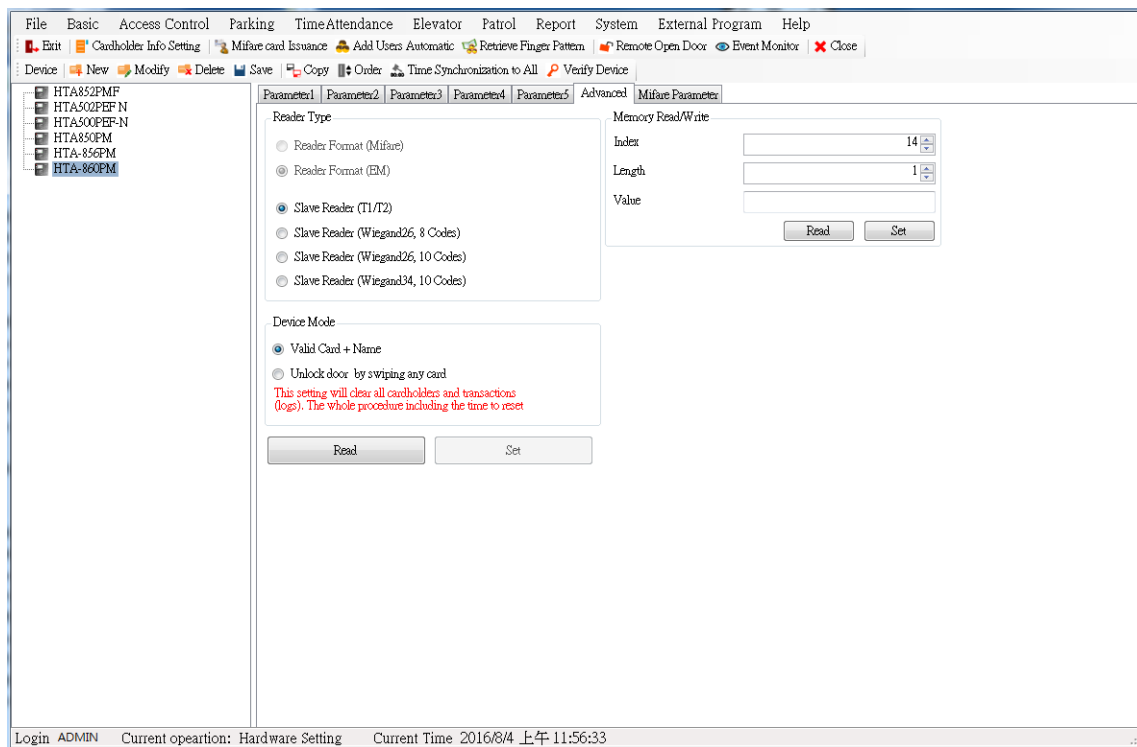 File Basic Access Control Parking TimeAttendance Elevator Patrol Report System External Program Help
Exit Cardholder Info Setting Mifare card Issuance Add Users Automatic Retrieve Finger Pattern Remote Open Door Event Monitor Close
Device New Modify Delete Save Copy Order Time Synchronization to All Verify Device
HTA852PMF
HTA502PEF N
HTA500PEF-N
HTA850PM
HTA-856PM
HTA-860PM
Parameter1 Parameter2 Parameter3 Parameter4 Parameter5 Advanced Mifare Parameter
Reader Type
Reader Format (Mifare)
Reader Format (EM)
Slave Reader (T1/T2)
Slave Reader (Wiegand26, 8 Codes)
Slave Reader (Wiegand26, 10 Codes)
Slave Reader (Wiegand34, 10 Codes)
Device Mode
Valid Card + Name
Unlock door by swiping any card
This setting will clear all cardholders and transactions
(logs). The whole procedure including the time to reset
Read Set
Memory Read/Write
Index 14
Length 1
Value
Read Set
Login ADMIN Current opeartion: Hardware Setting Current Time 2016/8/4 上午 11:56:33